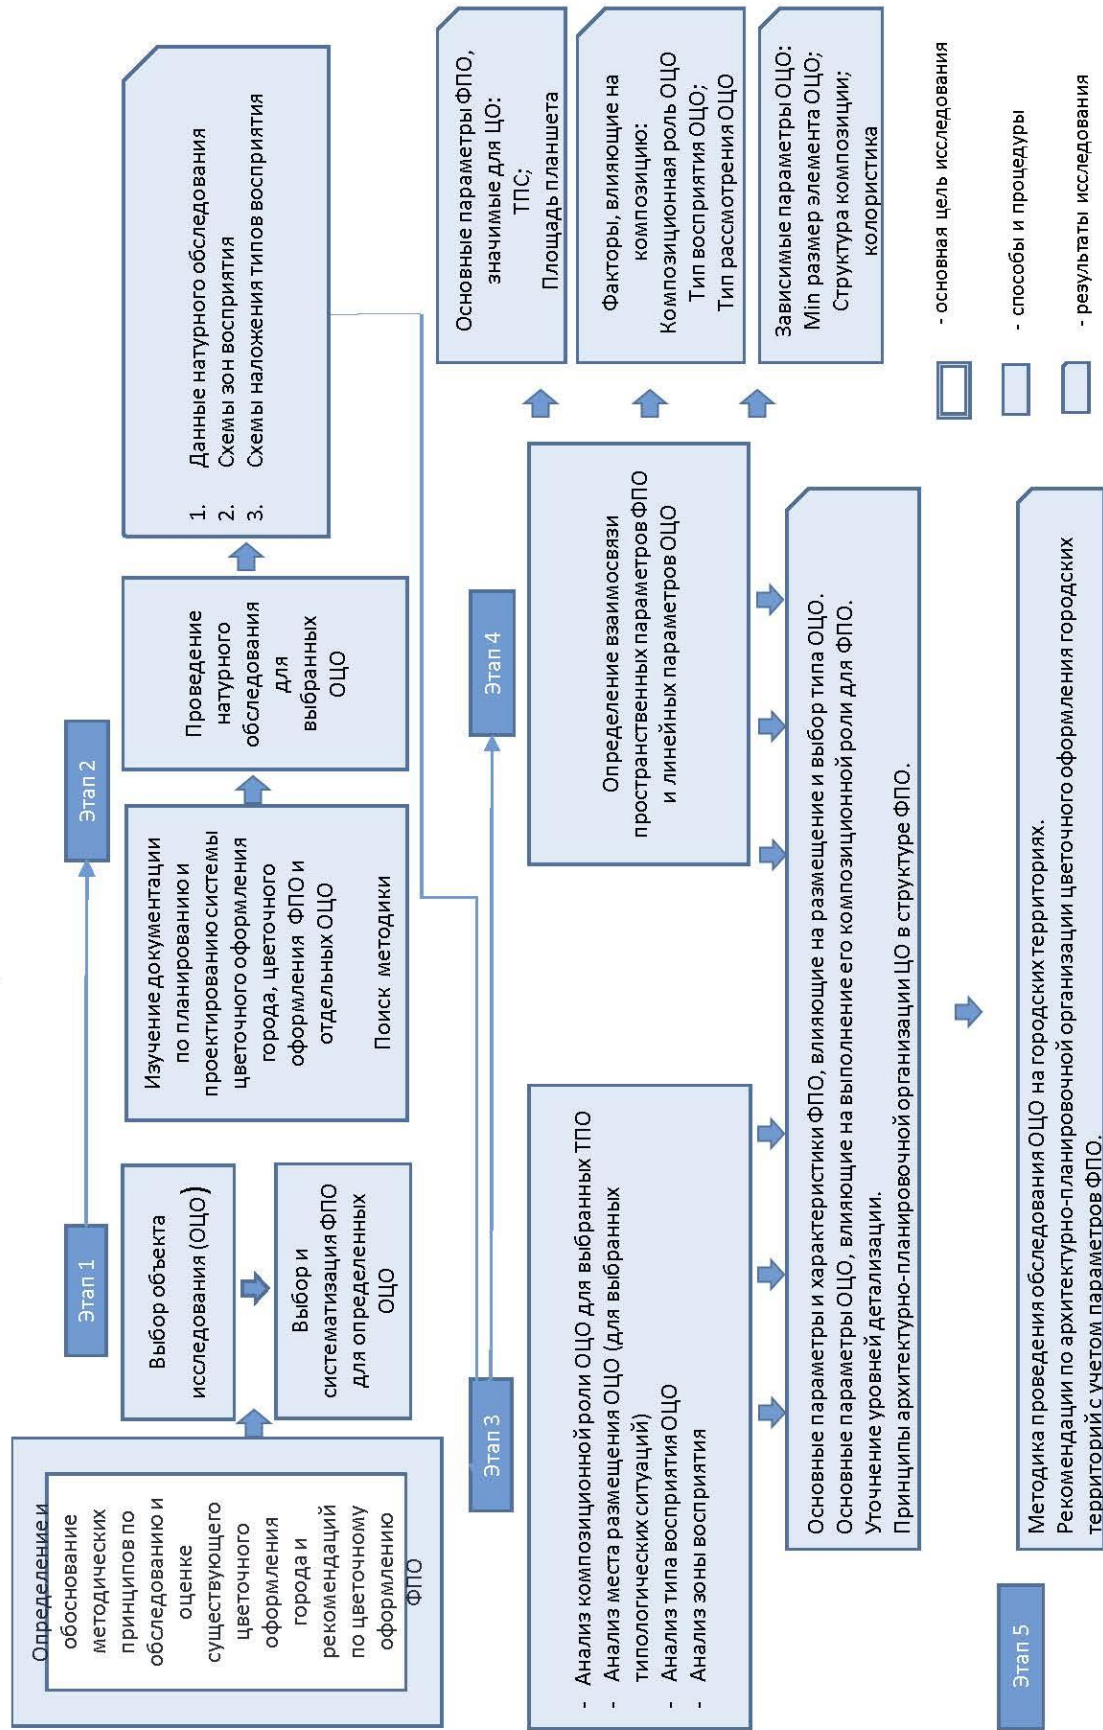 Определение и
обоснование
методических
принципов по
обследованию и
оценке
существующего
цветочного
оформления
города и
рекомендаций
по цветочному
оформлению
ФПО
Этап 1
Выбор объекта
исследования (ОЦО)
Выбор и
систематизация ФПО
для определенных
ОЦО
Этап 2
Изучение документации
по планированию и
проектированию системы
цветочного оформления
города, цветочного
оформления ФПО и
отдельных ОЦО
Поиск методики
Проведение
натурного
обследования
для
выбранных
ОЦО
1. Данные натурного обследования
2. Схемы зон восприятия
3. Схемы наложения типов восприятия
Этап 3
- Анализ композиционной роли ОЦО для выбранных ТПО
- Анализ места размещения ОЦО (для выбранных
типологических ситуаций)
- Анализ типа восприятия ОЦО
- Анализ зоны восприятия
Этап 4
Определение взаимосвязи
пространственных параметров ФПО
и линейных параметров ОЦО
Основные параметры ФПО,
значимые для ЦО:
ТПС;
Площадь планшета
Факторы, влияющие на
композицию:
Композиционная роль ОЦО
Тип восприятия ОЦО;
Тип рассмотрения ОЦО
Зависимые параметры ОЦО:
Min размер элемента ОЦО;
Структура композиции;
колористика
Основные параметры и характеристики ФПО, влияющие на размещение и выбор типа ОЦО.
Основные параметры ОЦО, влияющие на выполнение его композиционной роли для ФПО.
Уточнение уровней детализации.
Принципы архитектурно-планировочной организации ЦО в структуре ФПО.
Этап 5
Методика проведения обследования ОЦО на городских территориях.
Рекомендации по архитектурно-планировочной организации цветочного оформления городских
территорий с учетом параметров ФПО.
- основная цель исследования
- способы и процедуры
- результаты исследования